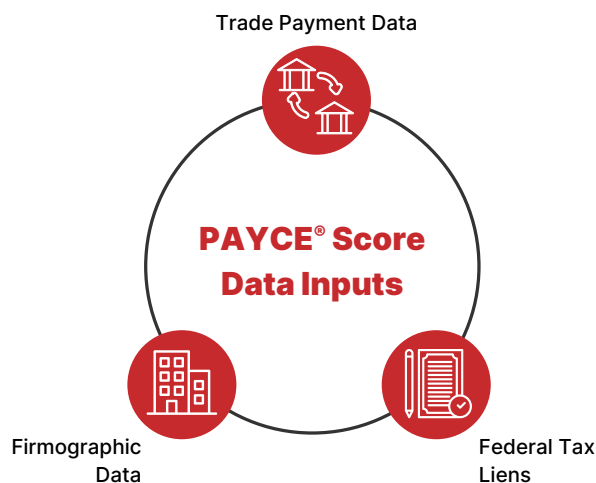 Trade Payment Data
PAYCE® Score
Data Inputs
Firmographic
Data
Federal Tax
Liens